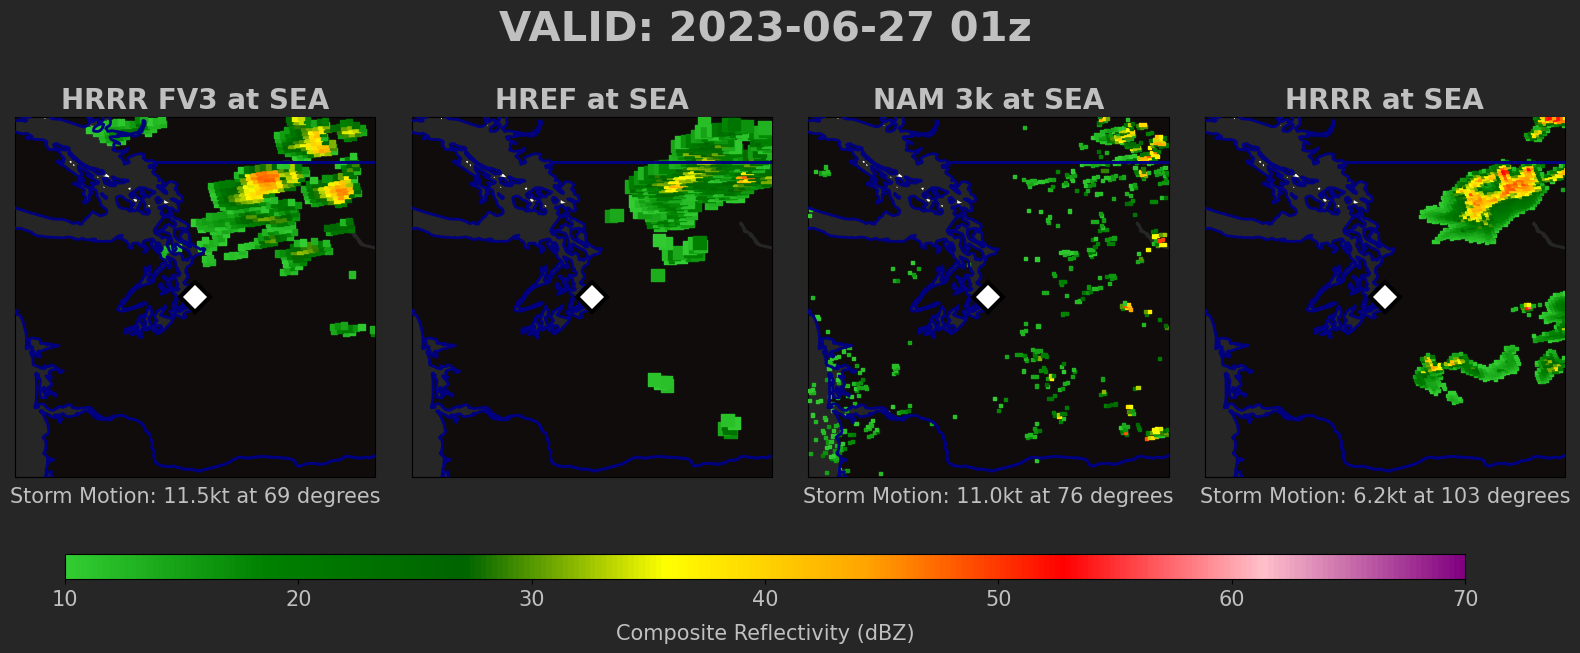 VALID: 2023-06-27 01z
HRRR FV3 at SEA
HREF at SEA
NAM 3k at SEA
HRRR at SEA
Storm Motion: 11.5kt at 69 degrees
Storm Motion: 11.0kt at 76 degrees
Storm Motion: 6.2kt at 103 degrees
10 20 30 40 50 60 70
Composite Reflectivity (dBZ)